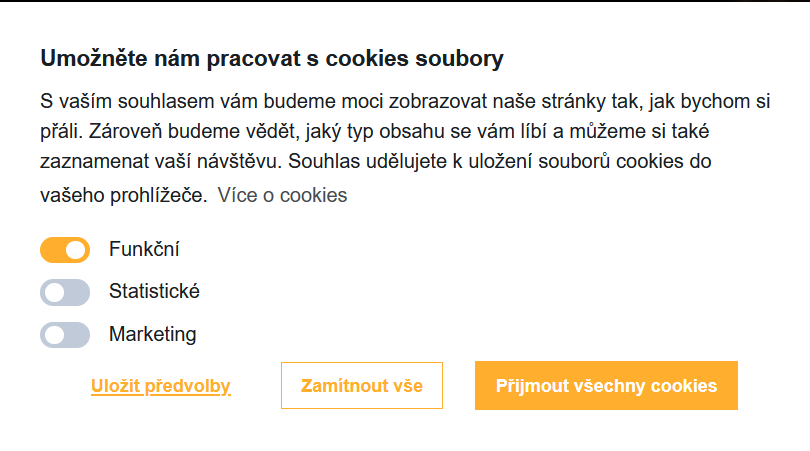 Umožněte nám pracovat s cookies soubory
S vaším souhlasem vám budeme moci zobrazovat naše stránky tak, jak bychom si
přáli. Zároveň budeme vědět, jaký typ obsahu se vám líbí a můžeme si také
zaznamenat vaší návštěvu. Souhlas udělujete k uložení souborů cookies do
vašeho prohlížeče. Více o cookies
Funkční
Statistické
Marketing
Uložit předvolby Zamítnout vše Přijmout všechny cookies